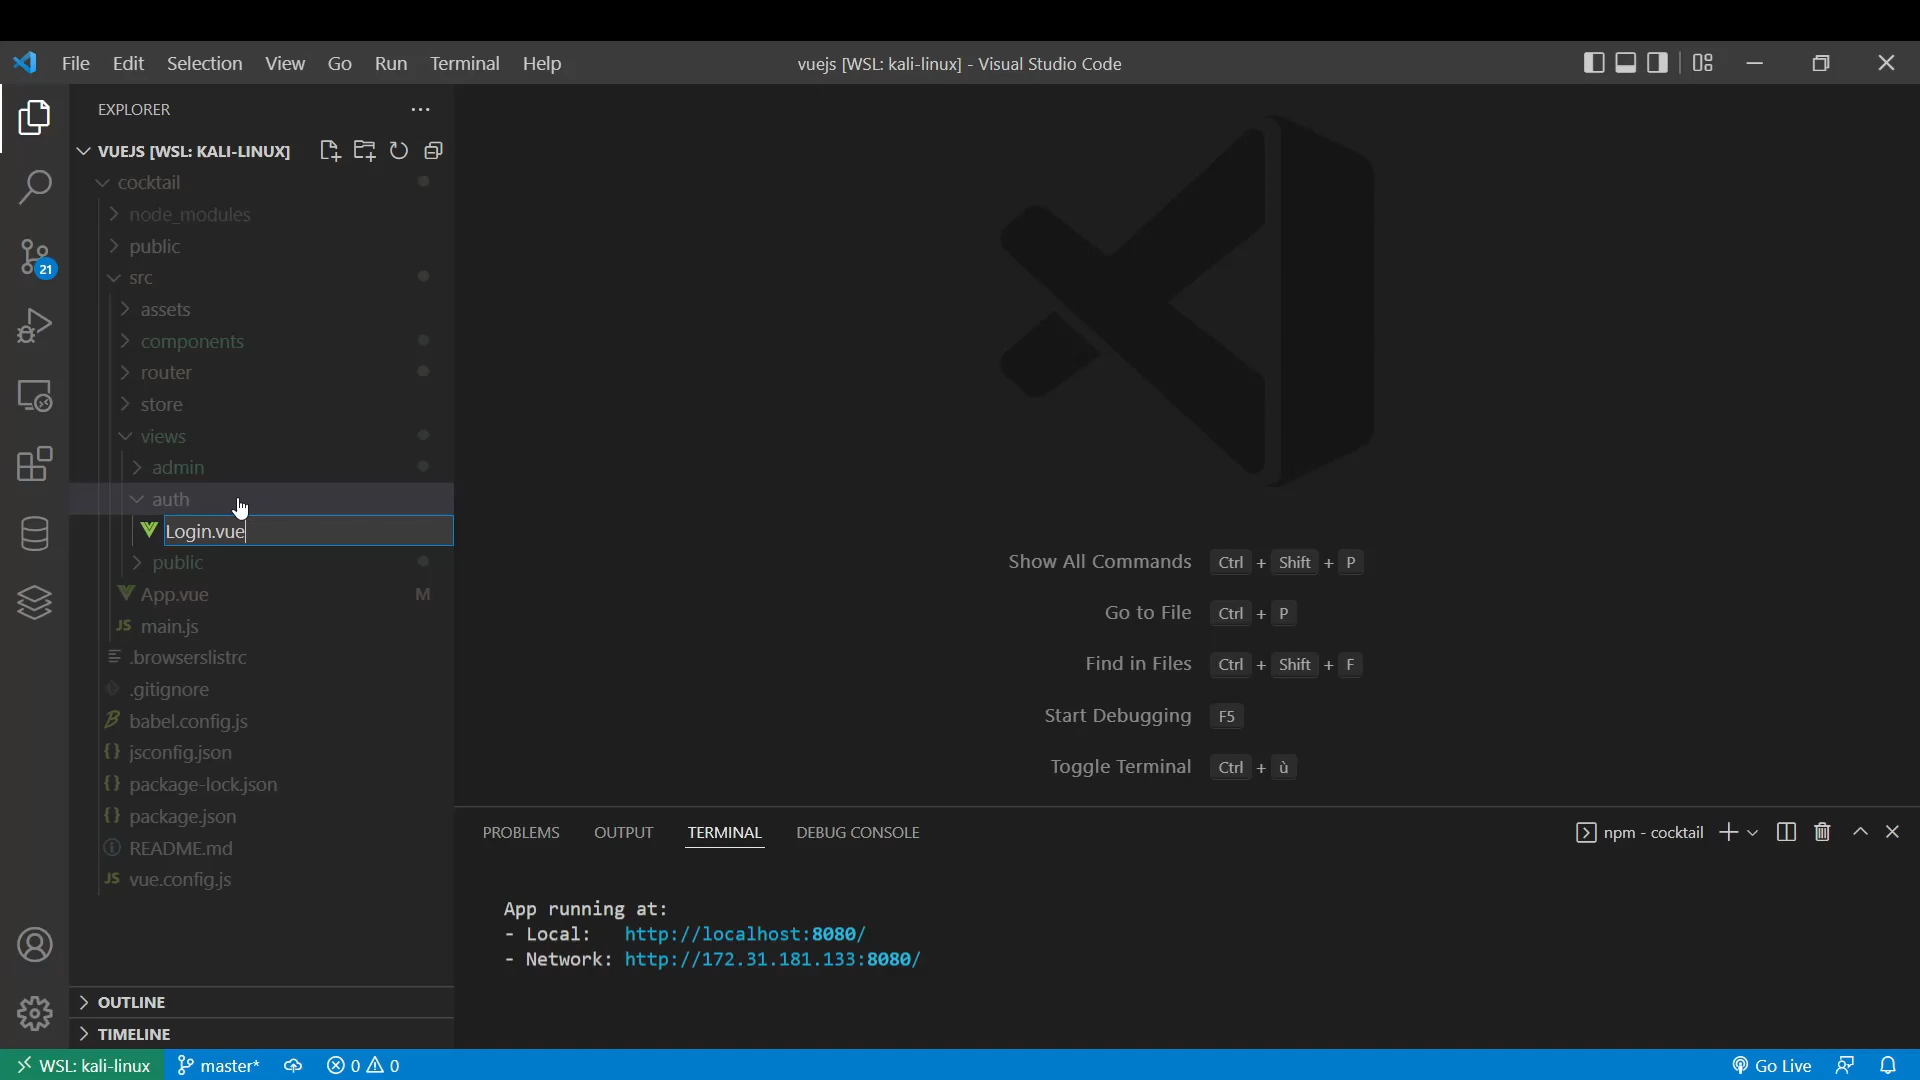 File Edit Selection View Go Run Terminal Help
vuejs [WSL: kali-linux] - Visual Studio Code
EXPLORER
VUEJS [WSL: KALI-LINUX]
cocktail
node_modules
public
src
assets
components
router
store
views
admin
auth
Login.vue
public
App.vue M
main.js
.browserslistrc
.gitignore
babel.config.js
jsconfig.json
package-lock.json
package.json
README.md
vue.config.js
OUTLINE
TIMELINE
21
JS
{}
{}
{}
JS
Show All Commands Ctrl + Shift + P
Go to File Ctrl + P
Find in Files Ctrl + Shift + F
Start Debugging F5
Toggle Terminal Ctrl + ù
PROBLEMS OUTPUT TERMINAL DEBUG CONSOLE
npm - cocktail
App running at:
- Local: http://localhost:8080/
- Network: http://172.31.181.133:8080/
WSL: kali-linux master* 0 0
Go Live